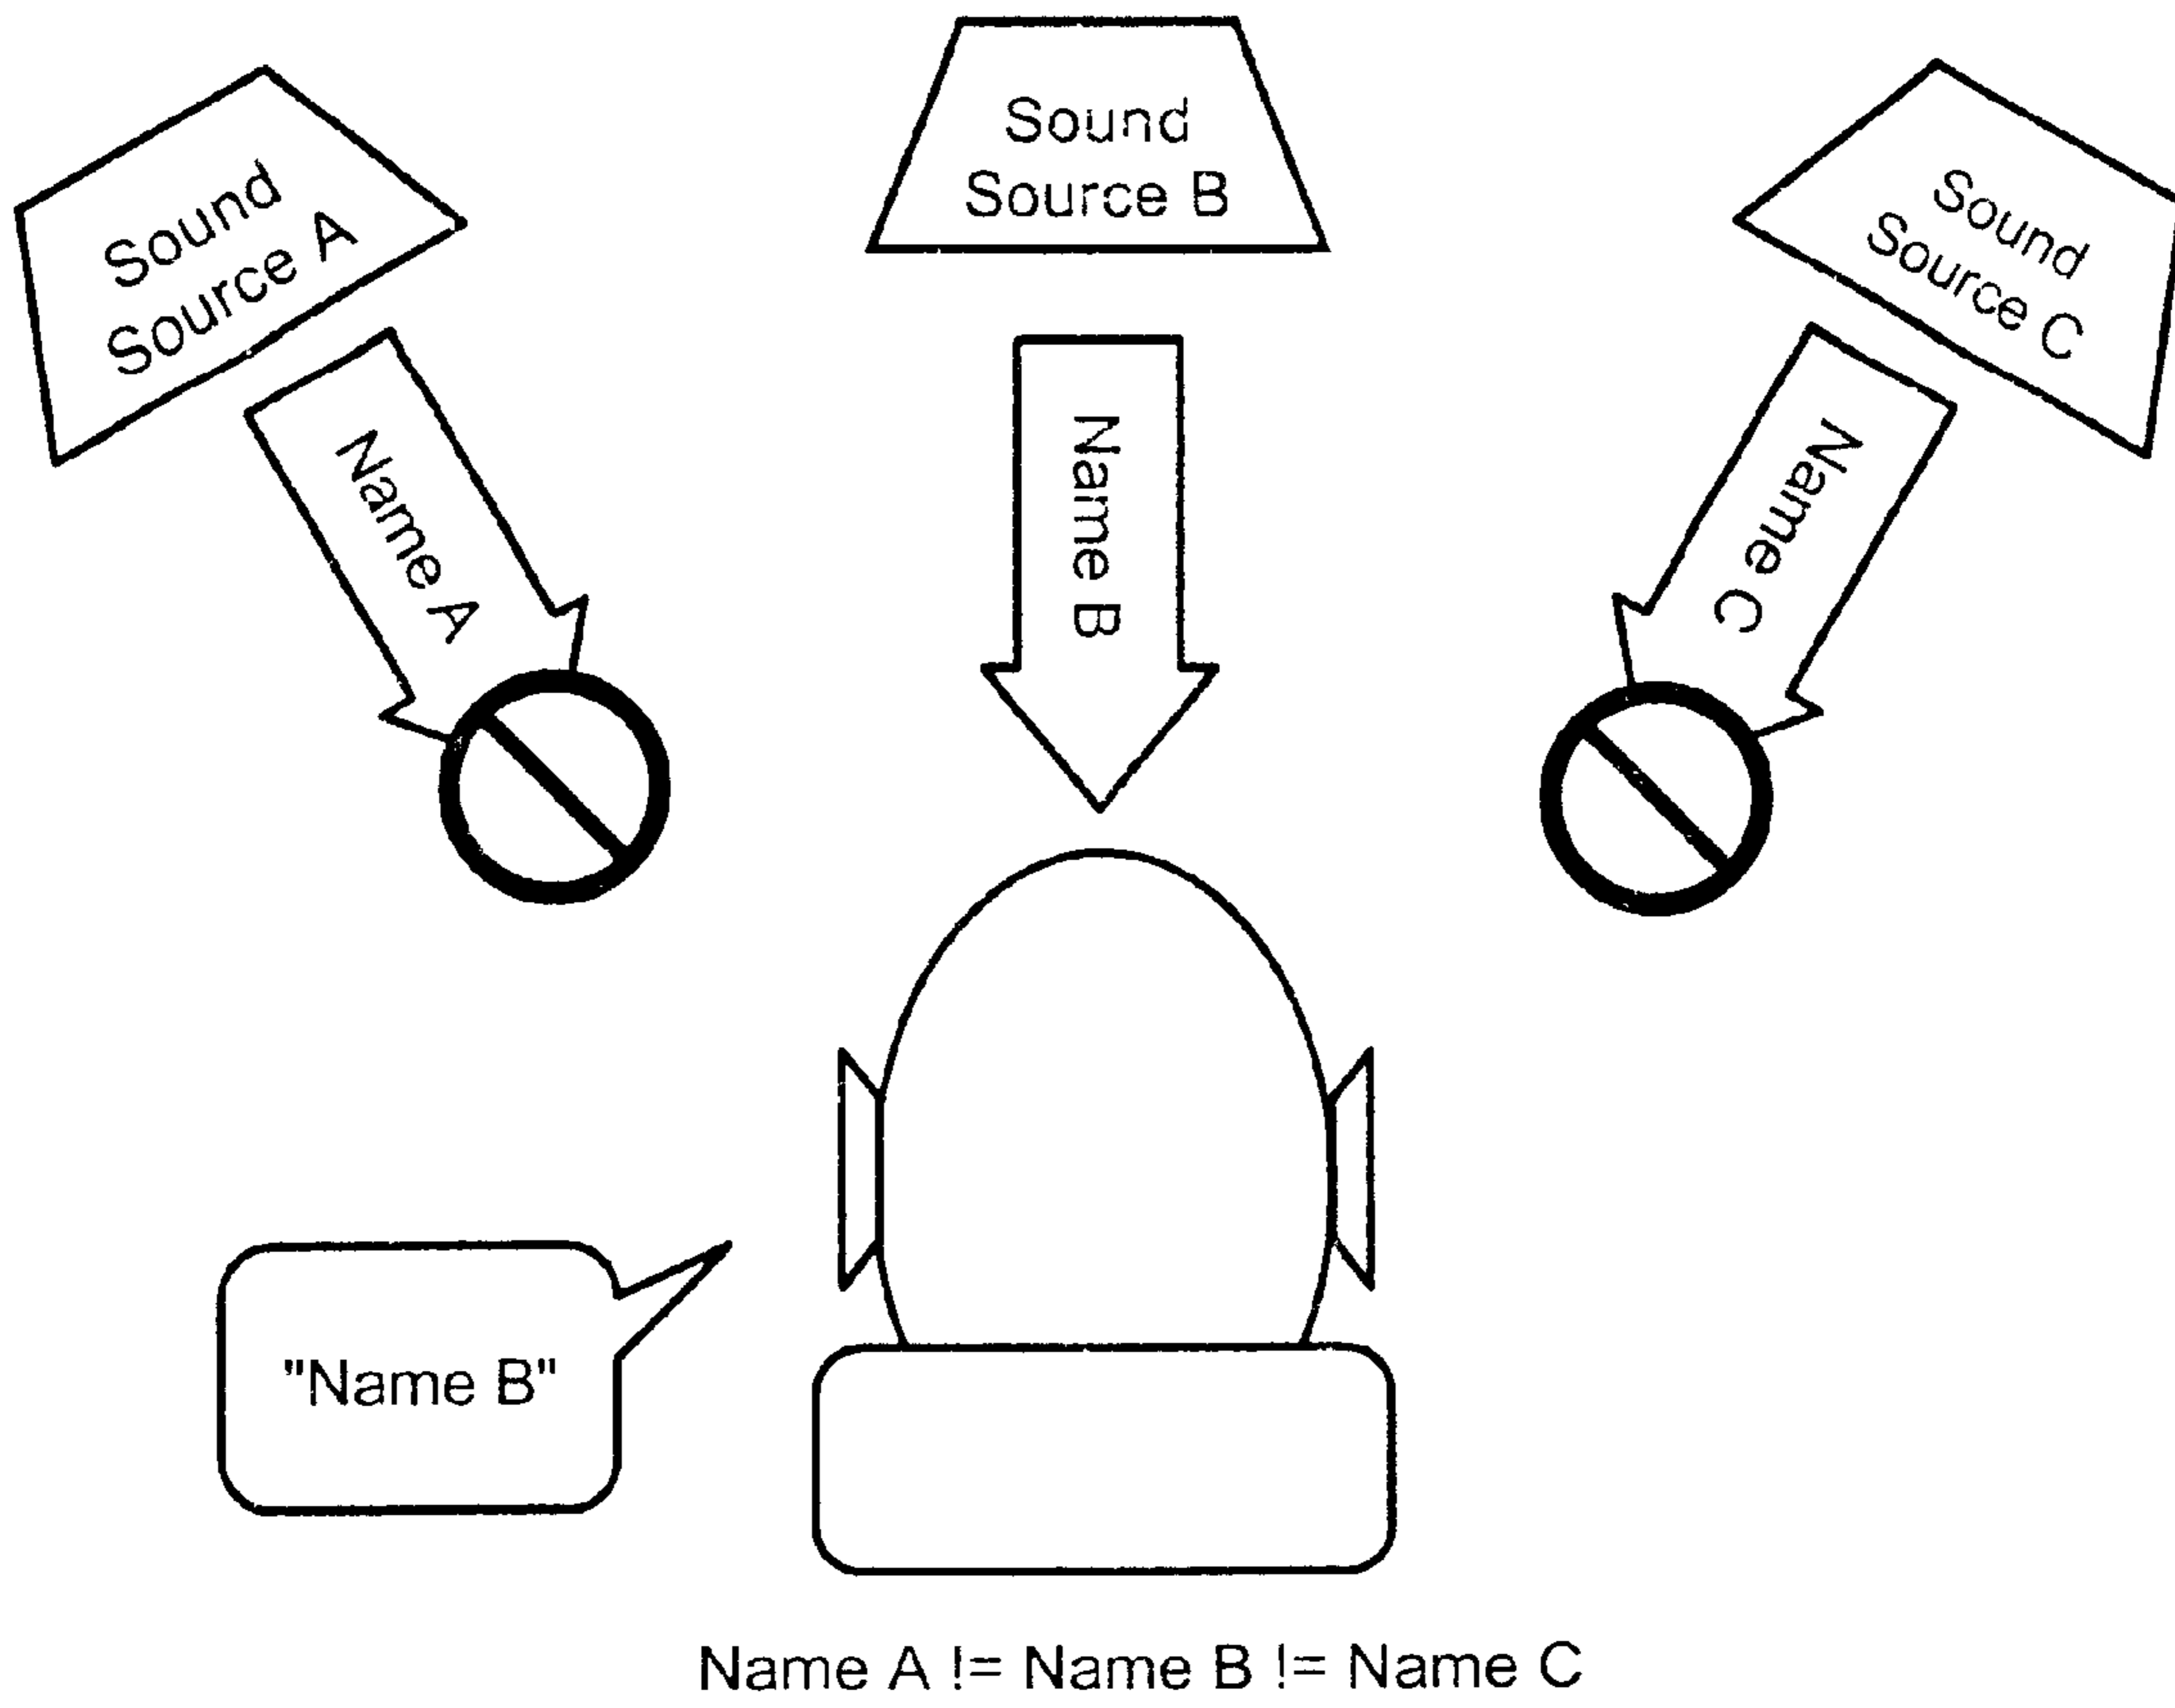 Sound
Source A
Sound
Source B
Sound
Source C
Name A
Name B
Name C
"Name B"
Name A != Name B != Name C